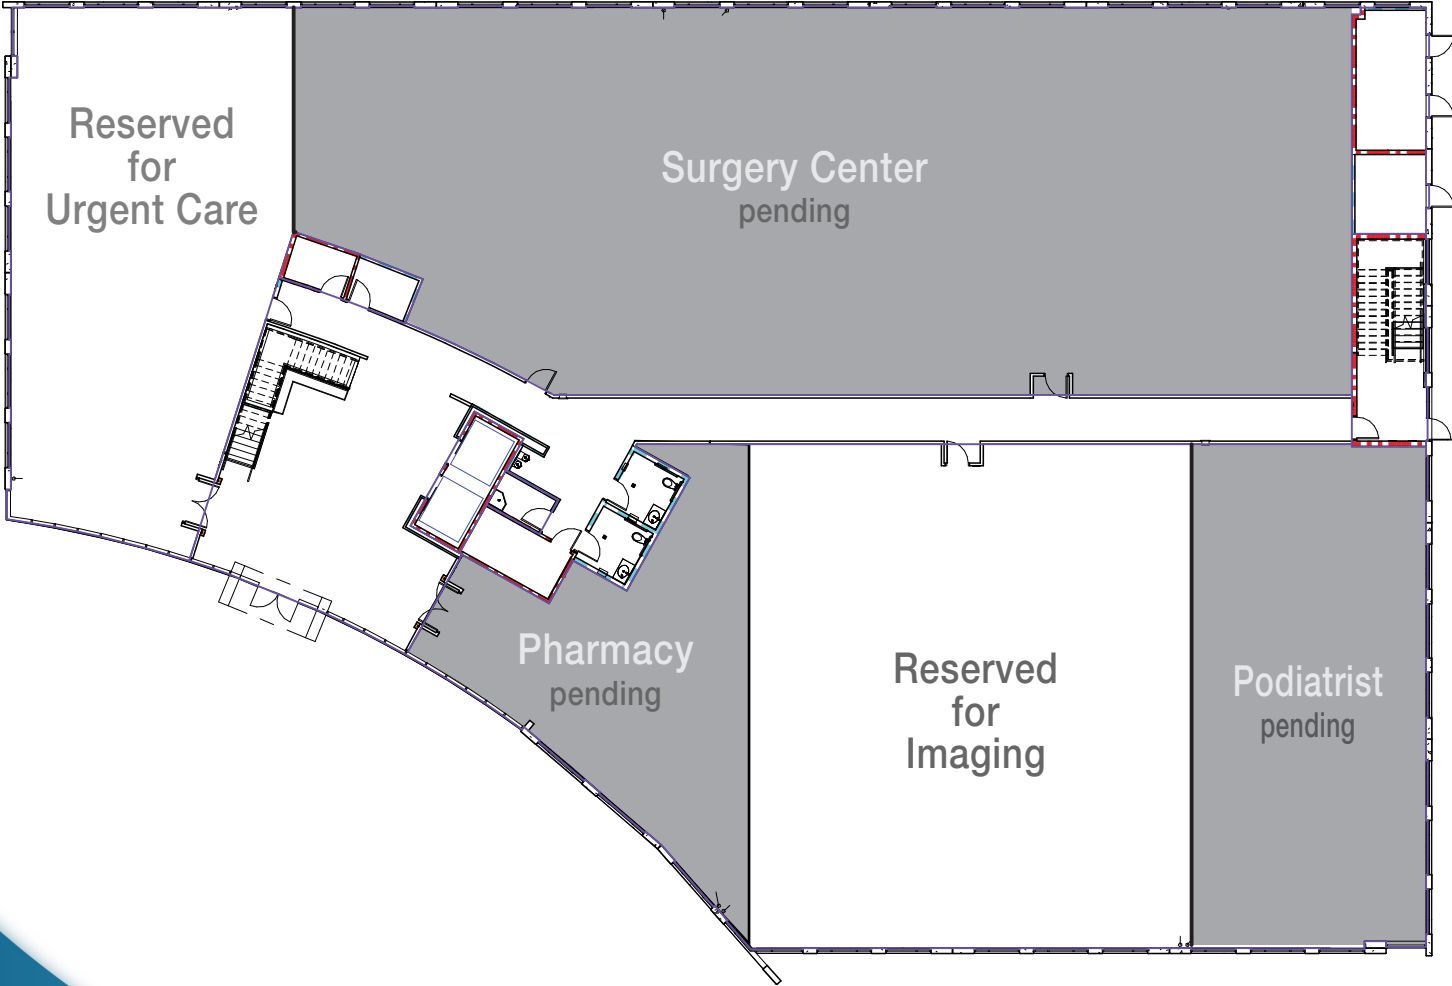 Reserved
for
Urgent Care
Surgery Center
pending
Pharmacy
pending
Reserved
for
Imaging
Podiatrist
pending